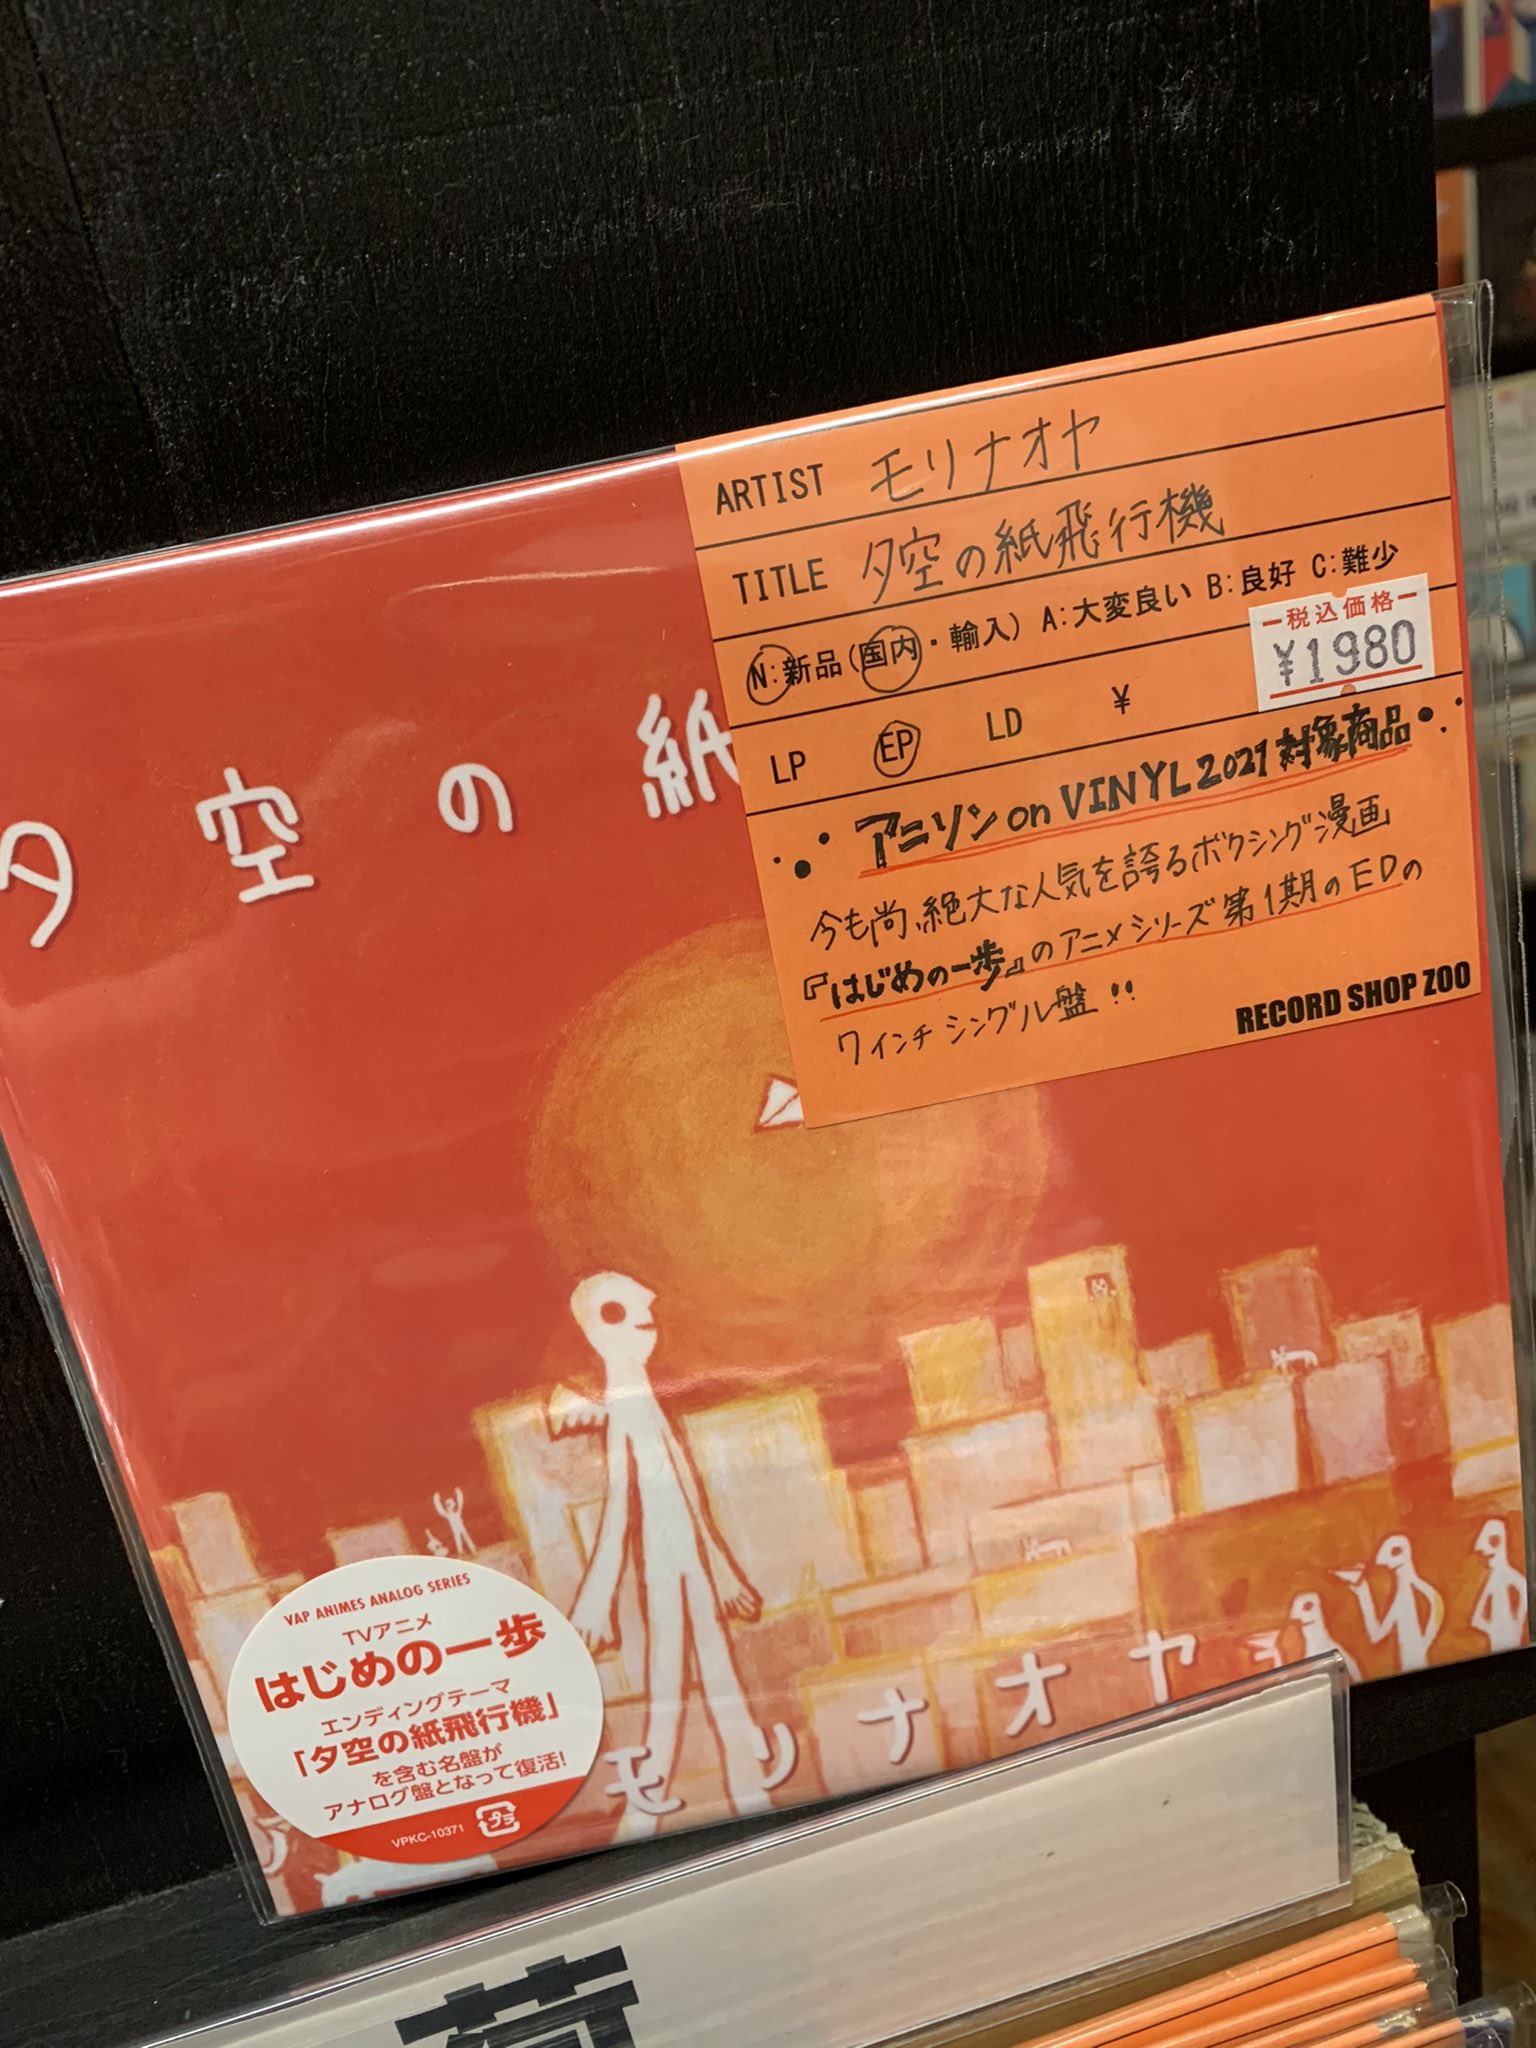 夕空の紙
ARTIST モリナオヤ
TITLE 夕空の紙飛行機
N:新品(国内・輸入) A:大変良い B:良好 C:難少
ー税込価格ー
¥1980
LP EP LD ¥
アニソン on VINYL 2021 対象商品
今も尚、絶大な人気を誇るボクシング漫画
『はじめの一歩』のアニメシリーズ第1期のEDの
7インチシングル盤!!
RECORD SHOP ZOO
VAP ANIMES ANALOG SERIES
TVアニメ
はじめの一歩
エンディングテーマ
「夕空の紙飛行機」
を含む名盤が
アナログ盤となって復活!
VPKC-10371
プラ
モリナオヤ